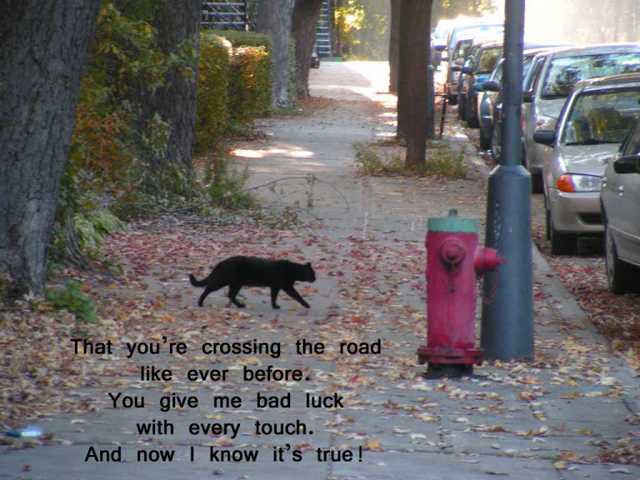 That you're crossing the road
like ever before.
You give me bad luck
with every touch.
And now I know it's true!